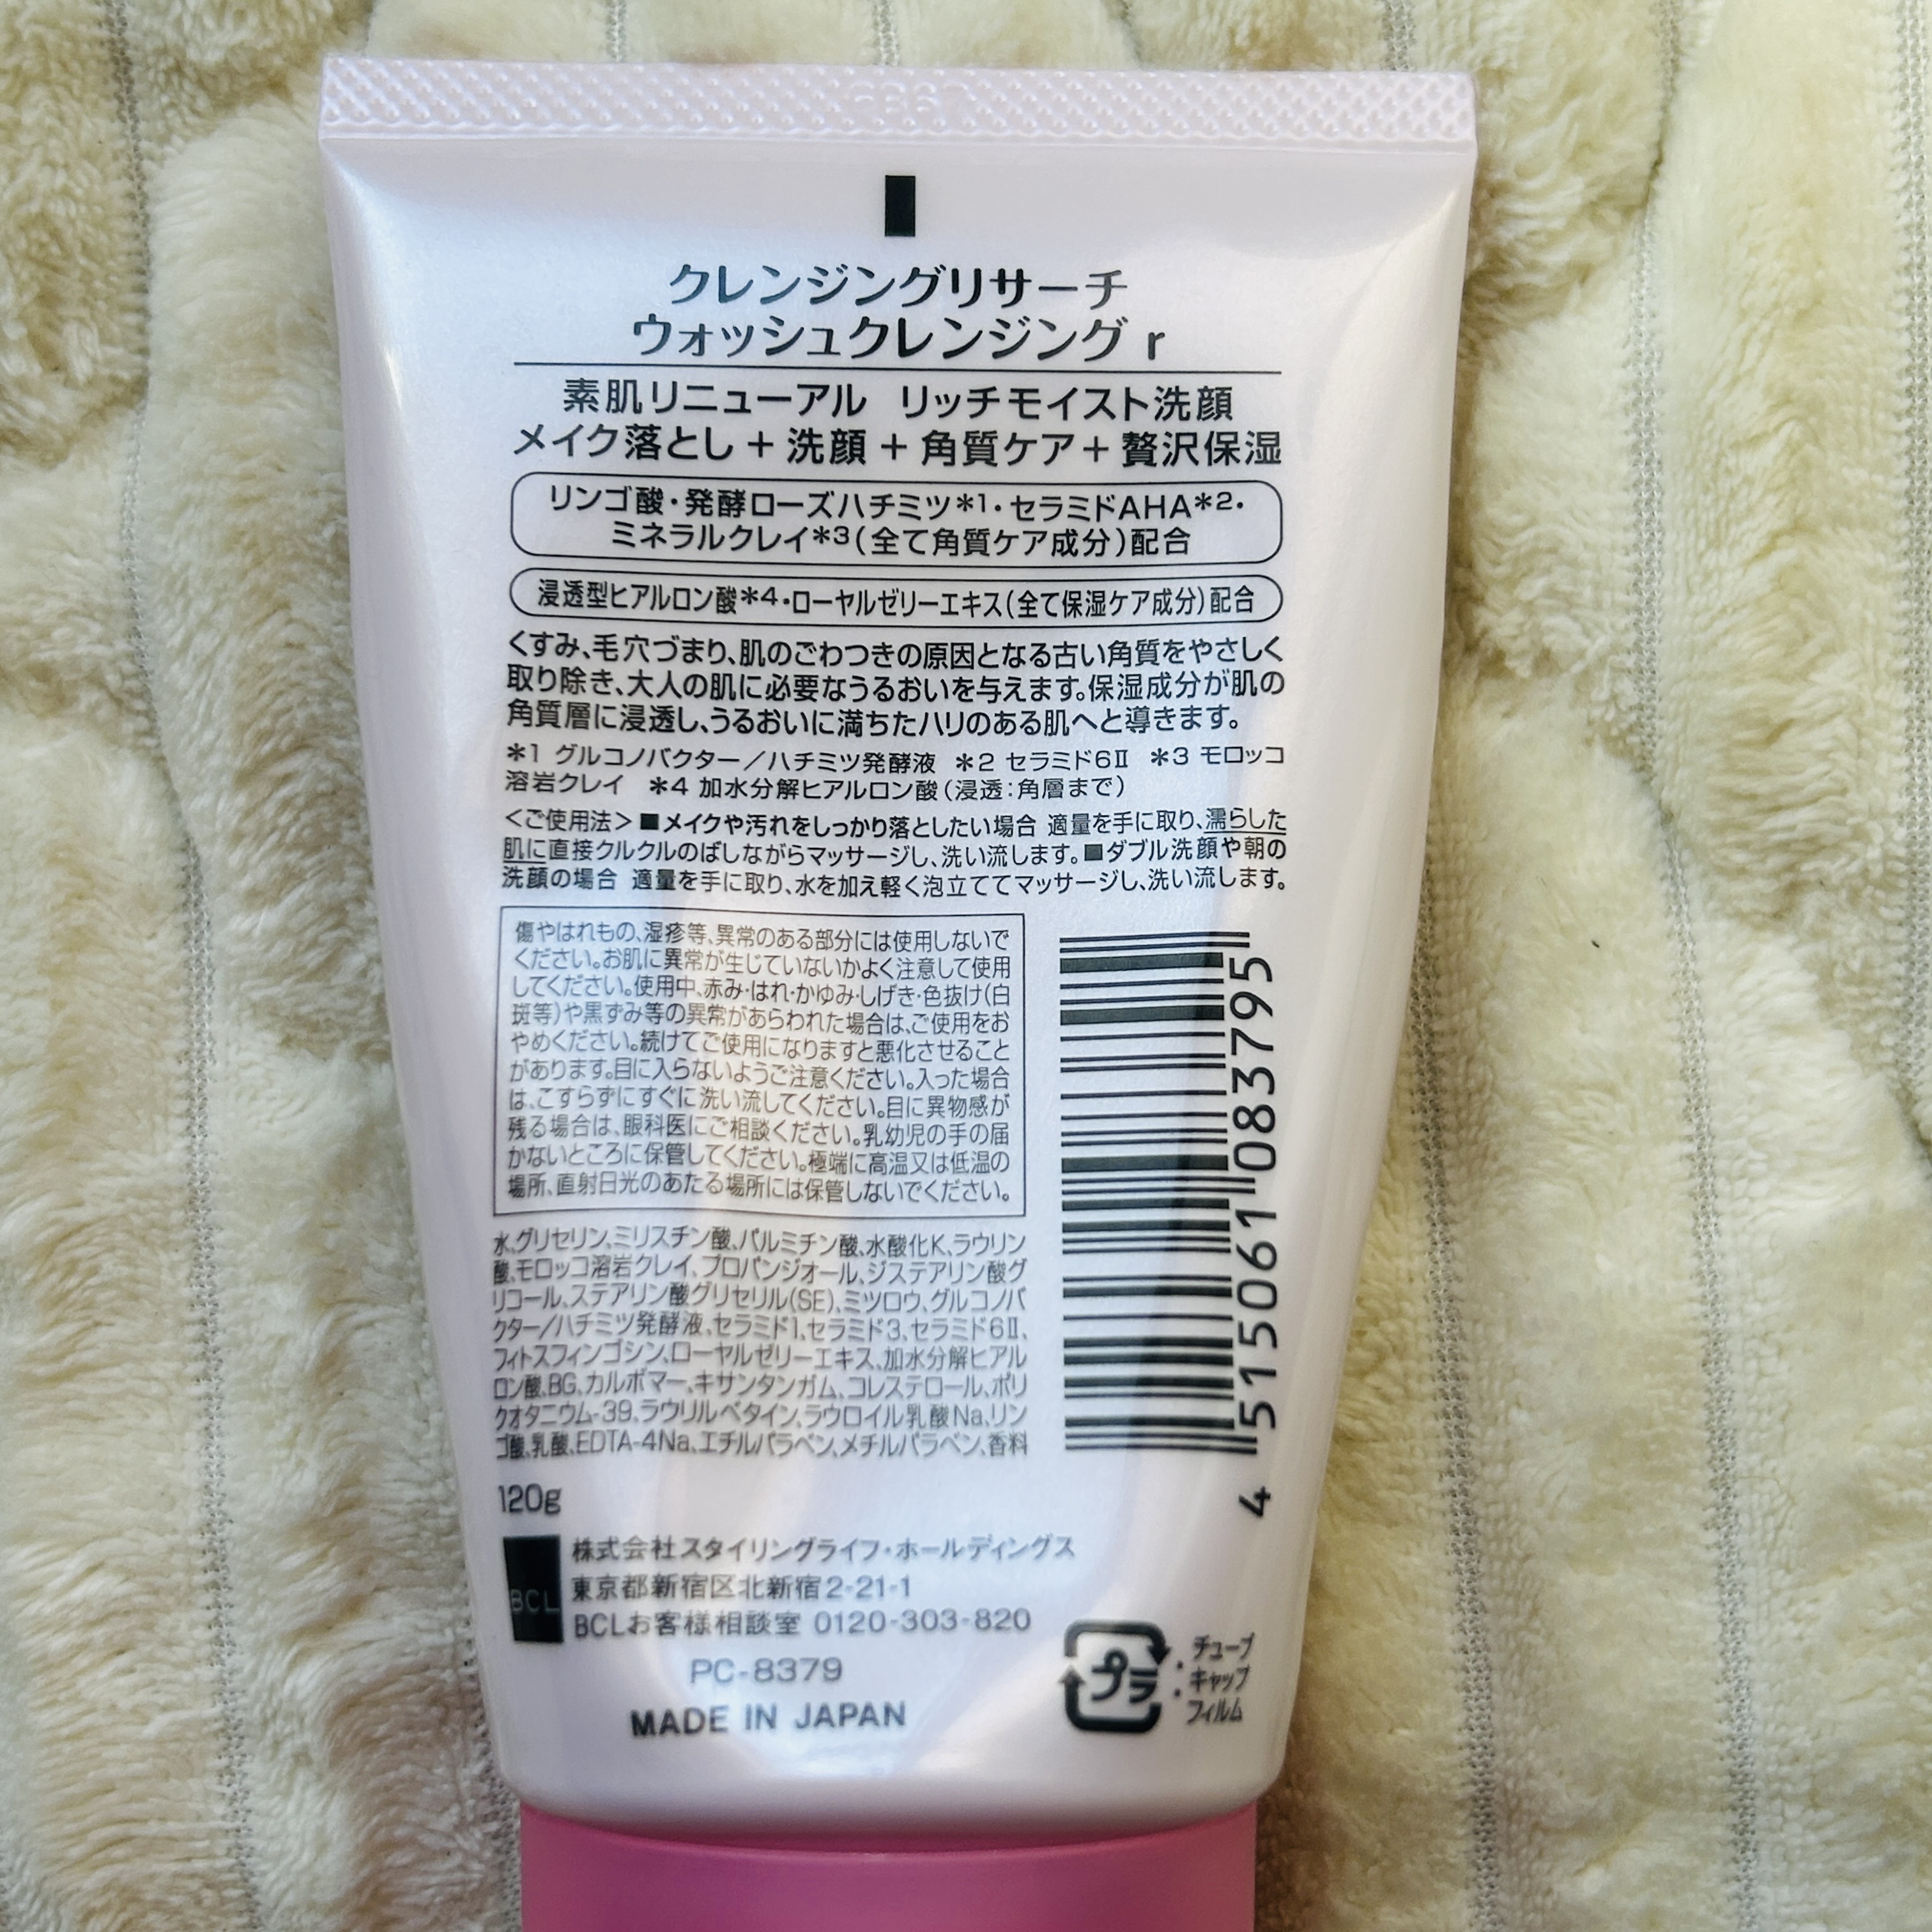 クレンジングリサーチ
ウォッシュクレンジング r
素肌リニューアル リッチモイスト洗顔
メイク落とし＋洗顔＋角質ケア＋贅沢保湿
リンゴ酸・発酵ローズハチミツ*1・セラミドAHA*2・
ミネラルクレイ*3(全て角質ケア成分)配合
浸透型ヒアルロン酸*4・ローヤルゼリーエキス(全て保湿ケア成分)配合
くすみ、毛穴づまり、肌のごわつきの原因となる古い角質をやさしく
取り除き、大人の肌に必要なうるおいを与えます。保湿成分が肌の
角質層に浸透し、うるおいに満ちたハリのある肌へと導きます。
*1 グルコノバクター／ハチミツ発酵液 *2 セラミド6Ⅱ *3 モロッコ
溶岩クレイ *4 加水分解ヒアルロン酸(浸透：角層まで)
＜ご使用法＞■メイクや汚れをしっかり落としたい場合 適量を手に取り、濡らした
肌に直接クルクルのばしながらマッサージし、洗い流します。■ダブル洗顔や朝の
洗顔の場合 適量を手に取り、水を加え軽く泡立ててマッサージし、洗い流します。
傷やはれもの、湿疹等、異常のある部分には使用しないで
ください。お肌に異常が生じていないかよく注意して使用
してください。使用中、赤み・はれ・かゆみ・しげき・色抜け(白
斑等)や黒ずみ等の異常があらわれた場合は、ご使用をお
やめください。続けてご使用になりますと悪化させること
があります。目に入らないようご注意ください。入った場合
は、こすらずにすぐに洗い流してください。目に異物感が
残る場合は、眼科医にご相談ください。乳幼児の手の届
かないところに保管してください。極端に高温又は低温の
場所、直射日光のあたる場所には保管しないでください。
水、グリセリン、ミリスチン酸、パルミチン酸、水酸化K、ラウリン
酸、モロッコ溶岩クレイ、プロパンジオール、ジステアリン酸グ
リコール、ステアリン酸グリセリル(SE)、ミツロウ、グルコノバ
クター／ハチミツ発酵液、セラミド1、セラミド3、セラミド6Ⅱ、
フィトスフィンゴシン、ローヤルゼリーエキス、加水分解ヒアル
ロン酸、BG、カルボマー、キサンタンガム、コレステロール、ポリ
クオタニウム-39、ラウリルベタイン、ラウロイル乳酸Na、リン
ゴ酸、乳酸、EDTA-4Na、エチルパラベン、メチルパラベン、香料
4 515061 083795
120g
BCL
株式会社スタイリングライフ・ホールディングス
東京都新宿区北新宿2-21-1
BCLお客様相談室 0120-303-820
PC-8379
MADE IN JAPAN
プラ
チューブ
キャップ
フィルム